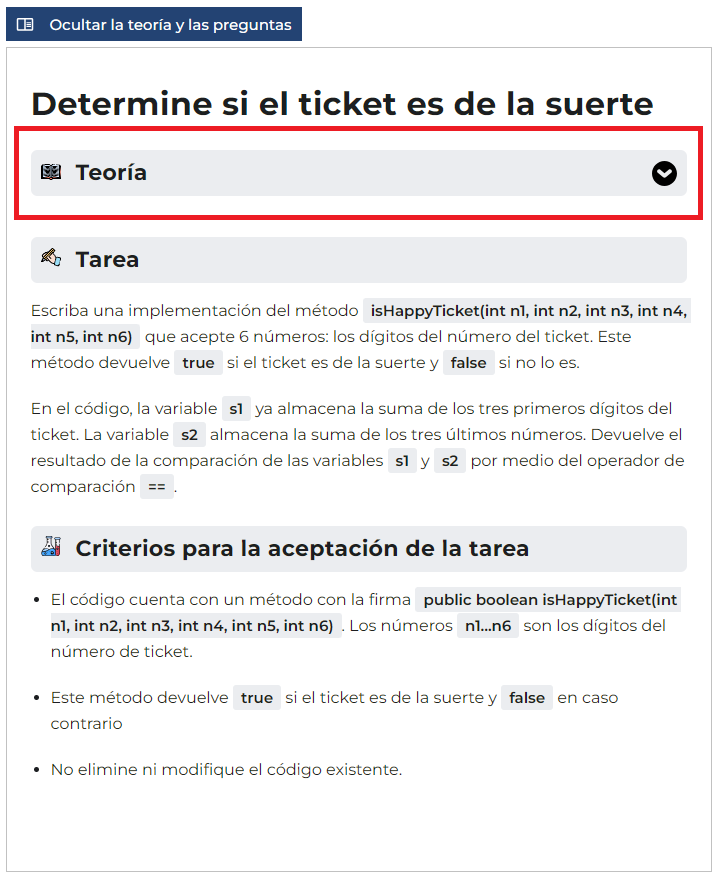 Ocultar la teoría y las preguntas
Determine si el ticket es de la suerte
Teoría
Tarea
Escriba una implementación del método isHappyTicket(int n1, int n2, int n3, int n4,
int n5, int n6) que acepte 6 números: los dígitos del número del ticket. Este
método devuelve true si el ticket es de la suerte y false si no lo es.
En el código, la variable s1 ya almacena la suma de los tres primeros dígitos del
ticket. La variable s2 almacena la suma de los tres últimos números. Devuelve el
resultado de la comparación de las variables s1 y s2 por medio del operador de
comparación == .
Criterios para la aceptación de la tarea
• El código cuenta con un método con la firma public boolean isHappyTicket(int
n1, int n2, int n3, int n4, int n5, int n6) . Los números n1...n6 son los dígitos del
número de ticket.
• Este método devuelve true si el ticket es de la suerte y false en caso
contrario
• No elimine ni modifique el código existente.